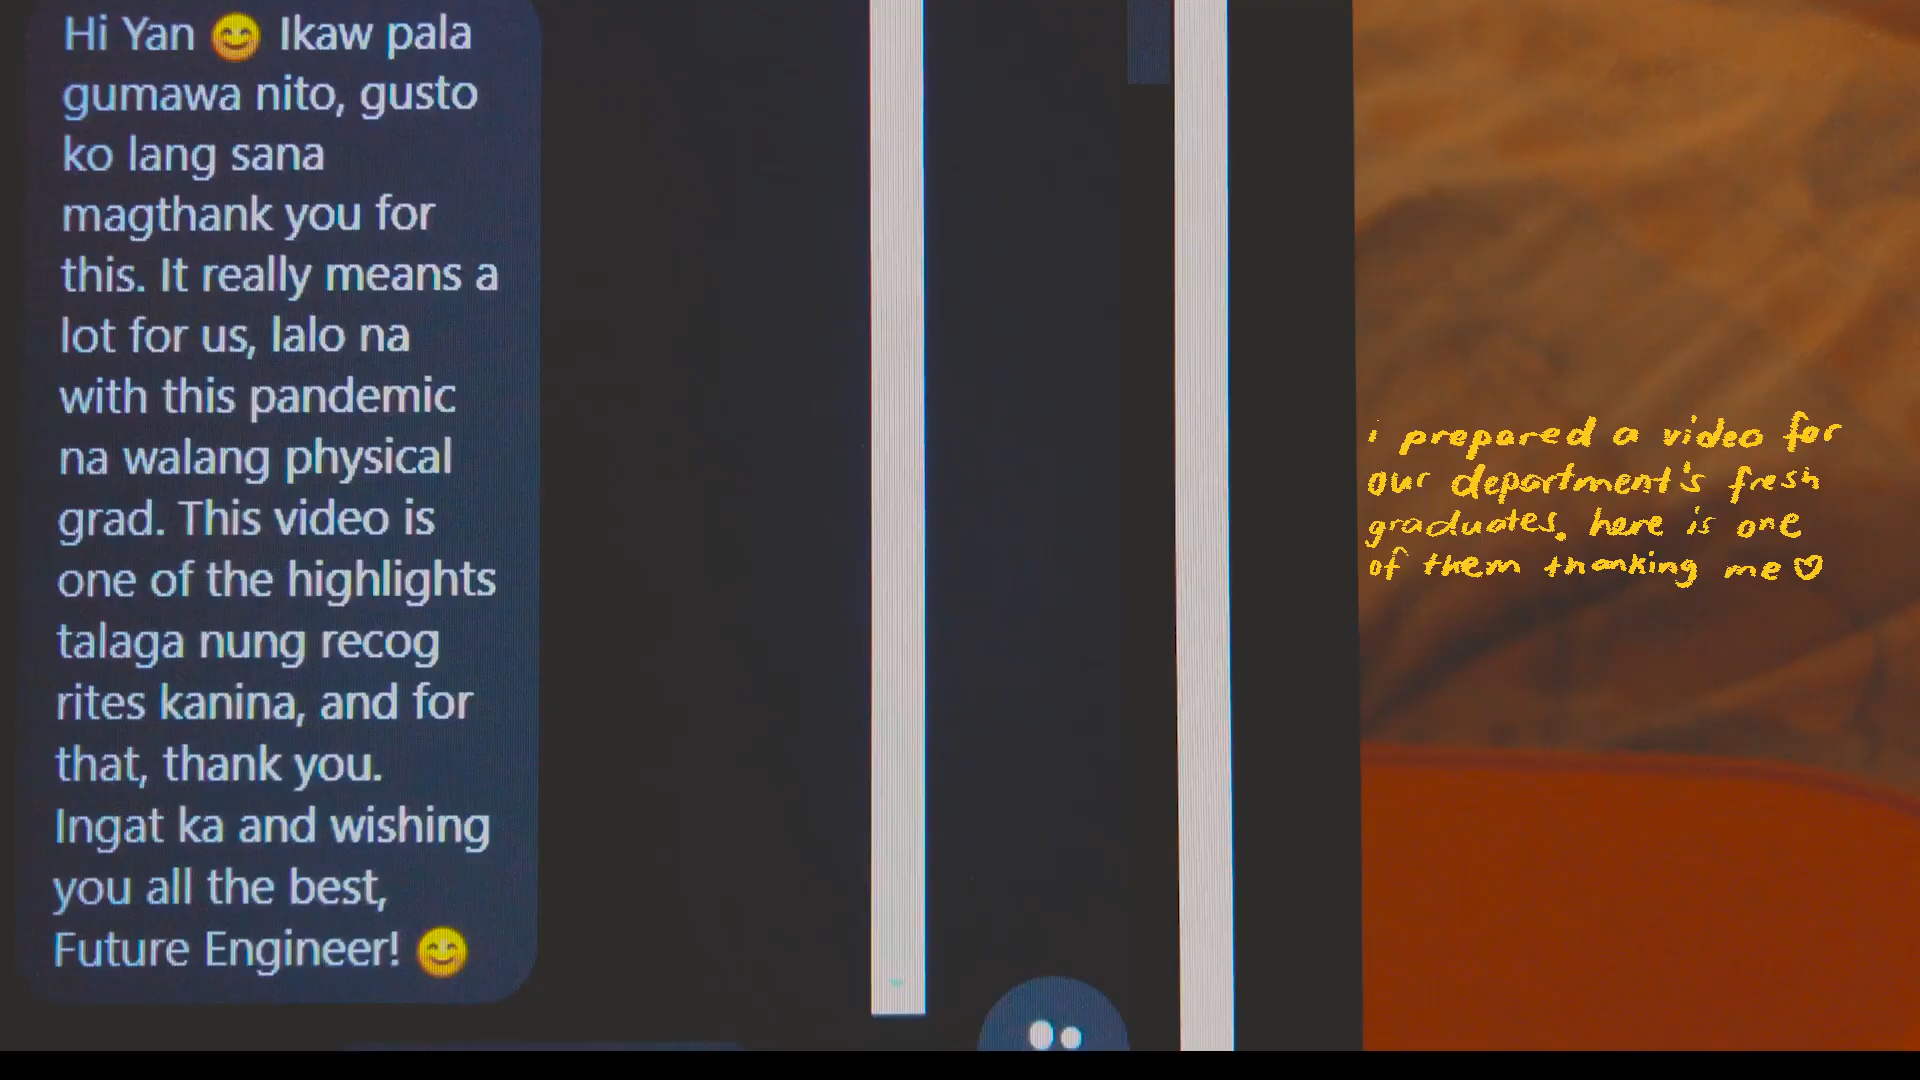 Hi Yan 😊 Ikaw pala
gumawa nito, gusto
ko lang sana
magthank you for
this. It really means a
lot for us, lalo na
with this pandemic
na walang physical
grad. This video is
one of the highlights
talaga nung recog
rites kanina, and for
that, thank you.
Ingat ka and wishing
you all the best,
Future Engineer! 😊
i prepared a video for
our department's fresh
graduates. here is one
of them thanking me♡